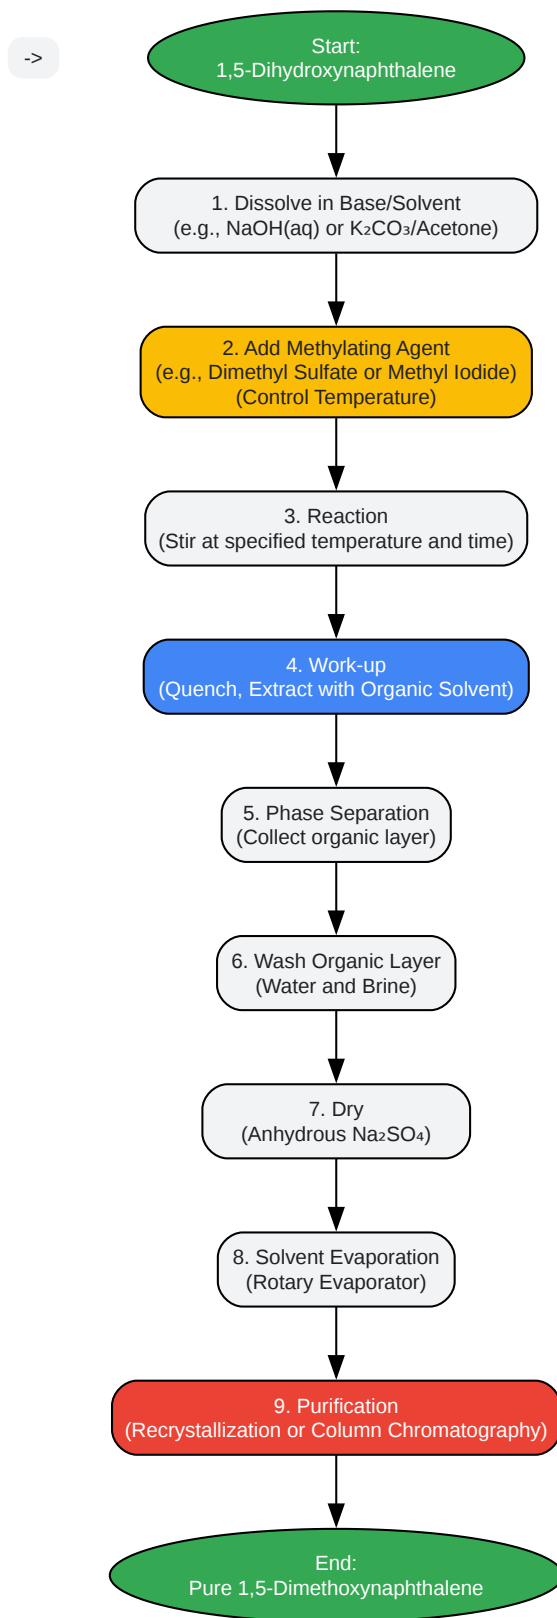 ->
Start:
1,5-Dihydroxynaphthalene
1. Dissolve in Base/Solvent
(e.g., NaOH(aq) or K₂CO₃/Acetone)
2. Add Methylating Agent
(e.g., Dimethyl Sulfate or Methyl Iodide)
(Control Temperature)
3. Reaction
(Stir at specified temperature and time)
4. Work-up
(Quench, Extract with Organic Solvent)
5. Phase Separation
(Collect organic layer)
6. Wash Organic Layer
(Water and Brine)
7. Dry
(Anhydrous Na₂SO₄)
8. Solvent Evaporation
(Rotary Evaporator)
9. Purification
(Recrystallization or Column Chromatography)
End:
Pure 1,5-Dimethoxynaphthalene